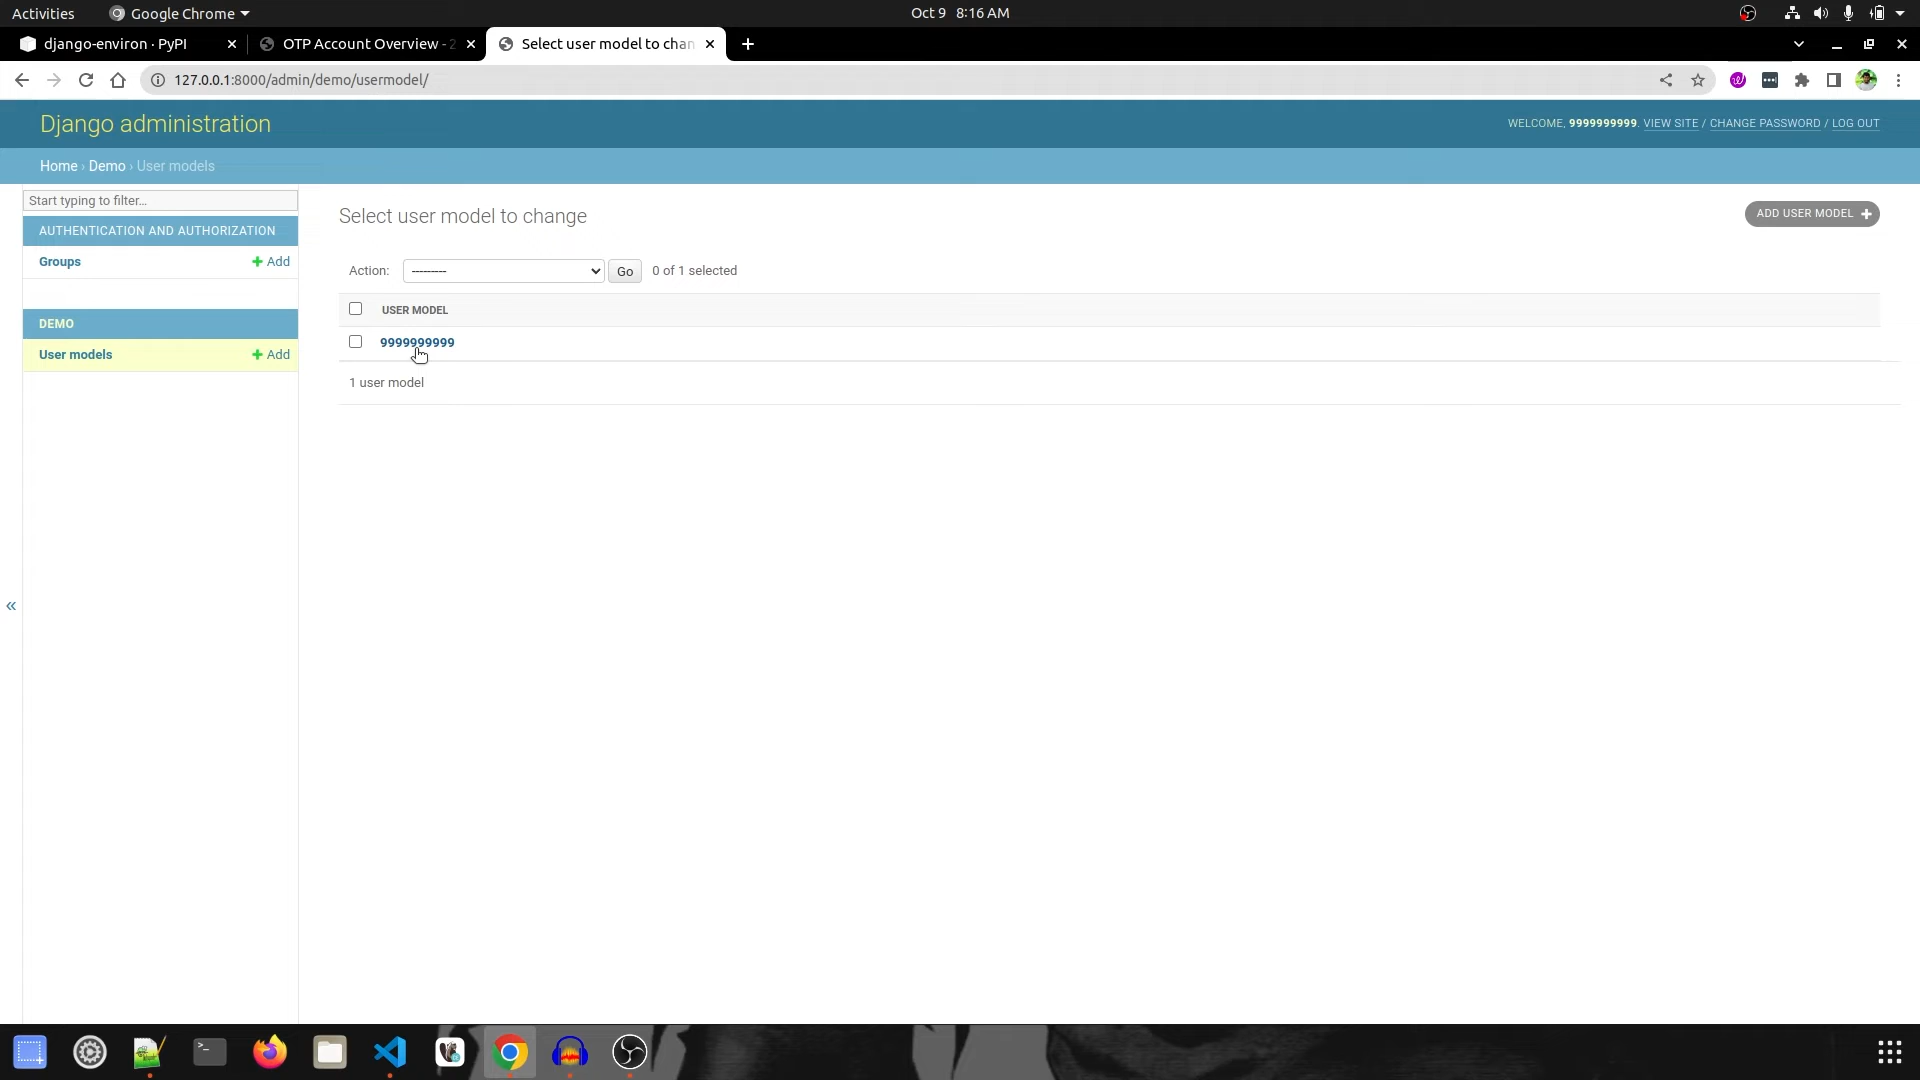 Activities
Google Chrome
Oct 9 8:16 AM
django-environ · PyPI
OTP Account Overview - 2
Select user model to chan
127.0.0.1:8000/admin/demo/usermodel/
Django administration
WELCOME, 9999999999. VIEW SITE / CHANGE PASSWORD / LOG OUT
Home › Demo › User models
Start typing to filter...
AUTHENTICATION AND AUTHORIZATION
Groups
+ Add
DEMO
User models
+ Add
«
Select user model to change
ADD USER MODEL +
Action: --------- Go 0 of 1 selected
USER MODEL
9999999999
1 user model